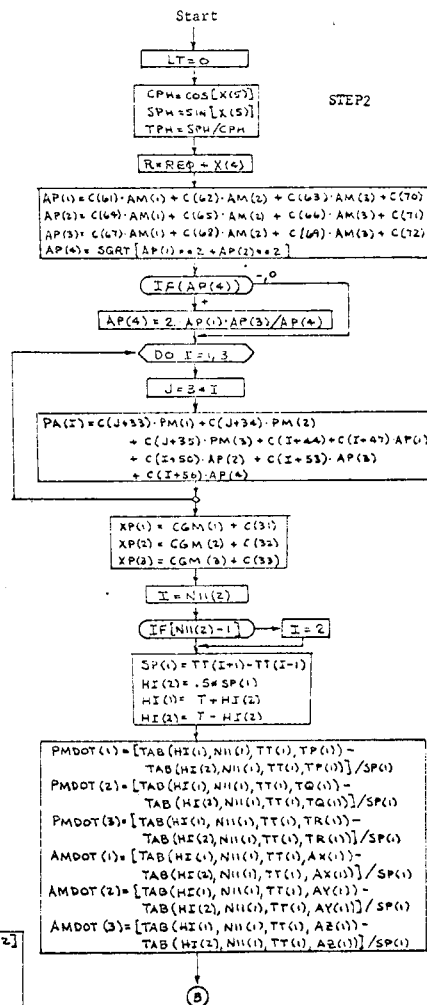 Start
LT=0
STEP2
CPH=COS[X(5)]
SPH=SIN[X(5)]
TPH=SPH/CPH
R=REQ+X(4)
AP(1)=C(61)·AM(1)+C(62)·AM(2)+C(63)·AM(3)+C(70)
AP(2)=C(64)·AM(1)+C(65)·AM(2)+C(66)·AM(3)+C(71)
AP(3)=C(67)·AM(1)+C(68)·AM(2)+C(69)·AM(3)+C(72)
AP(4)=SQRT[AP(1)**2+AP(2)**2]
IF(AP(4))
-,0
+
AP(4)=2.AP(1)·AP(3)/AP(4)
DO I=1,3
J=3*I
PA(I)=C(J+33)·PM(1)+C(J+34)·PM(2)
+C(J+35)·PM(3)+C(I+44)+C(I+47)·AP(1)
+C(I+50)·AP(2)+C(I+53)·AP(3)
+C(I+56)·AP(4)
XP(1)=CGM(1)+C(31)
XP(2)=CGM(2)+C(32)
XP(3)=CGM(3)+C(33)
I=N11(2)
IF[N11(2)-1]
I=2
SP(1)=TT(I+1)-TT(I-1)
HI(2)=.5*SP(1)
HI(1)=T+HI(2)
HI(2)=T-HI(2)
PMDOT(1)=[TAB(HI(1),N11(1),TT(1),TP(1))-
TAB(HI(2),N11(1),TT(1),TP(1))]/SP(1)
PMDOT(2)=[TAB(HI(1),N11(1),TT(1),TQ(1))-
TAB(HI(2),N11(1),TT(1),TQ(1))]/SP(1)
PMDOT(3)=[TAB(HI(1),N11(1),TT(1),TR(1))-
TAB(HI(2),N11(1),TT(1),TR(1))]/SP(1)
AMDOT(1)=[TAB(HI(1),N11(1),TT(1),AX(1))-
TAB(HI(2),N11(1),TT(1),AX(1))]/SP(1)
AMDOT(2)=[TAB(HI(1),N11(1),TT(1),AY(1))-
TAB(HI(2),N11(1),TT(1),AY(1))]/SP(1)
AMDOT(3)=[TAB(HI(1),N11(1),TT(1),AZ(1))-
TAB(HI(2),N11(1),TT(1),AZ(1))]/SP(1)
2]
B